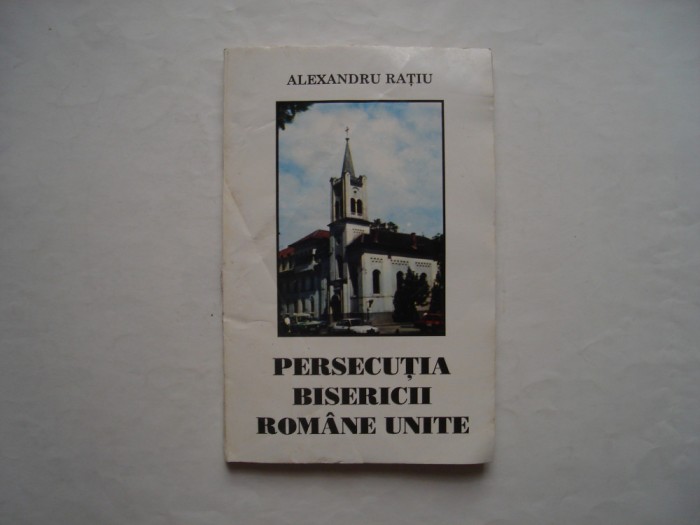 ALEXANDRU RAȚIU
PERSECUȚIA
BISERICII
ROMÂNE UNITE